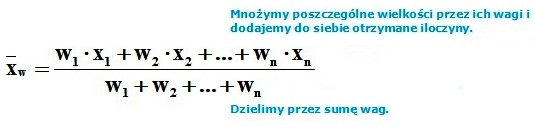 Mnożymy poszczególne wielkości przez ich wagi i
dodajemy do siebie otrzymane iloczyny.
x̄w = (W1 · X1 + W2 · X2 + ... + Wn · Xn) / (W1 + W2 + ... + Wn)
Dzielimy przez sumę wag.